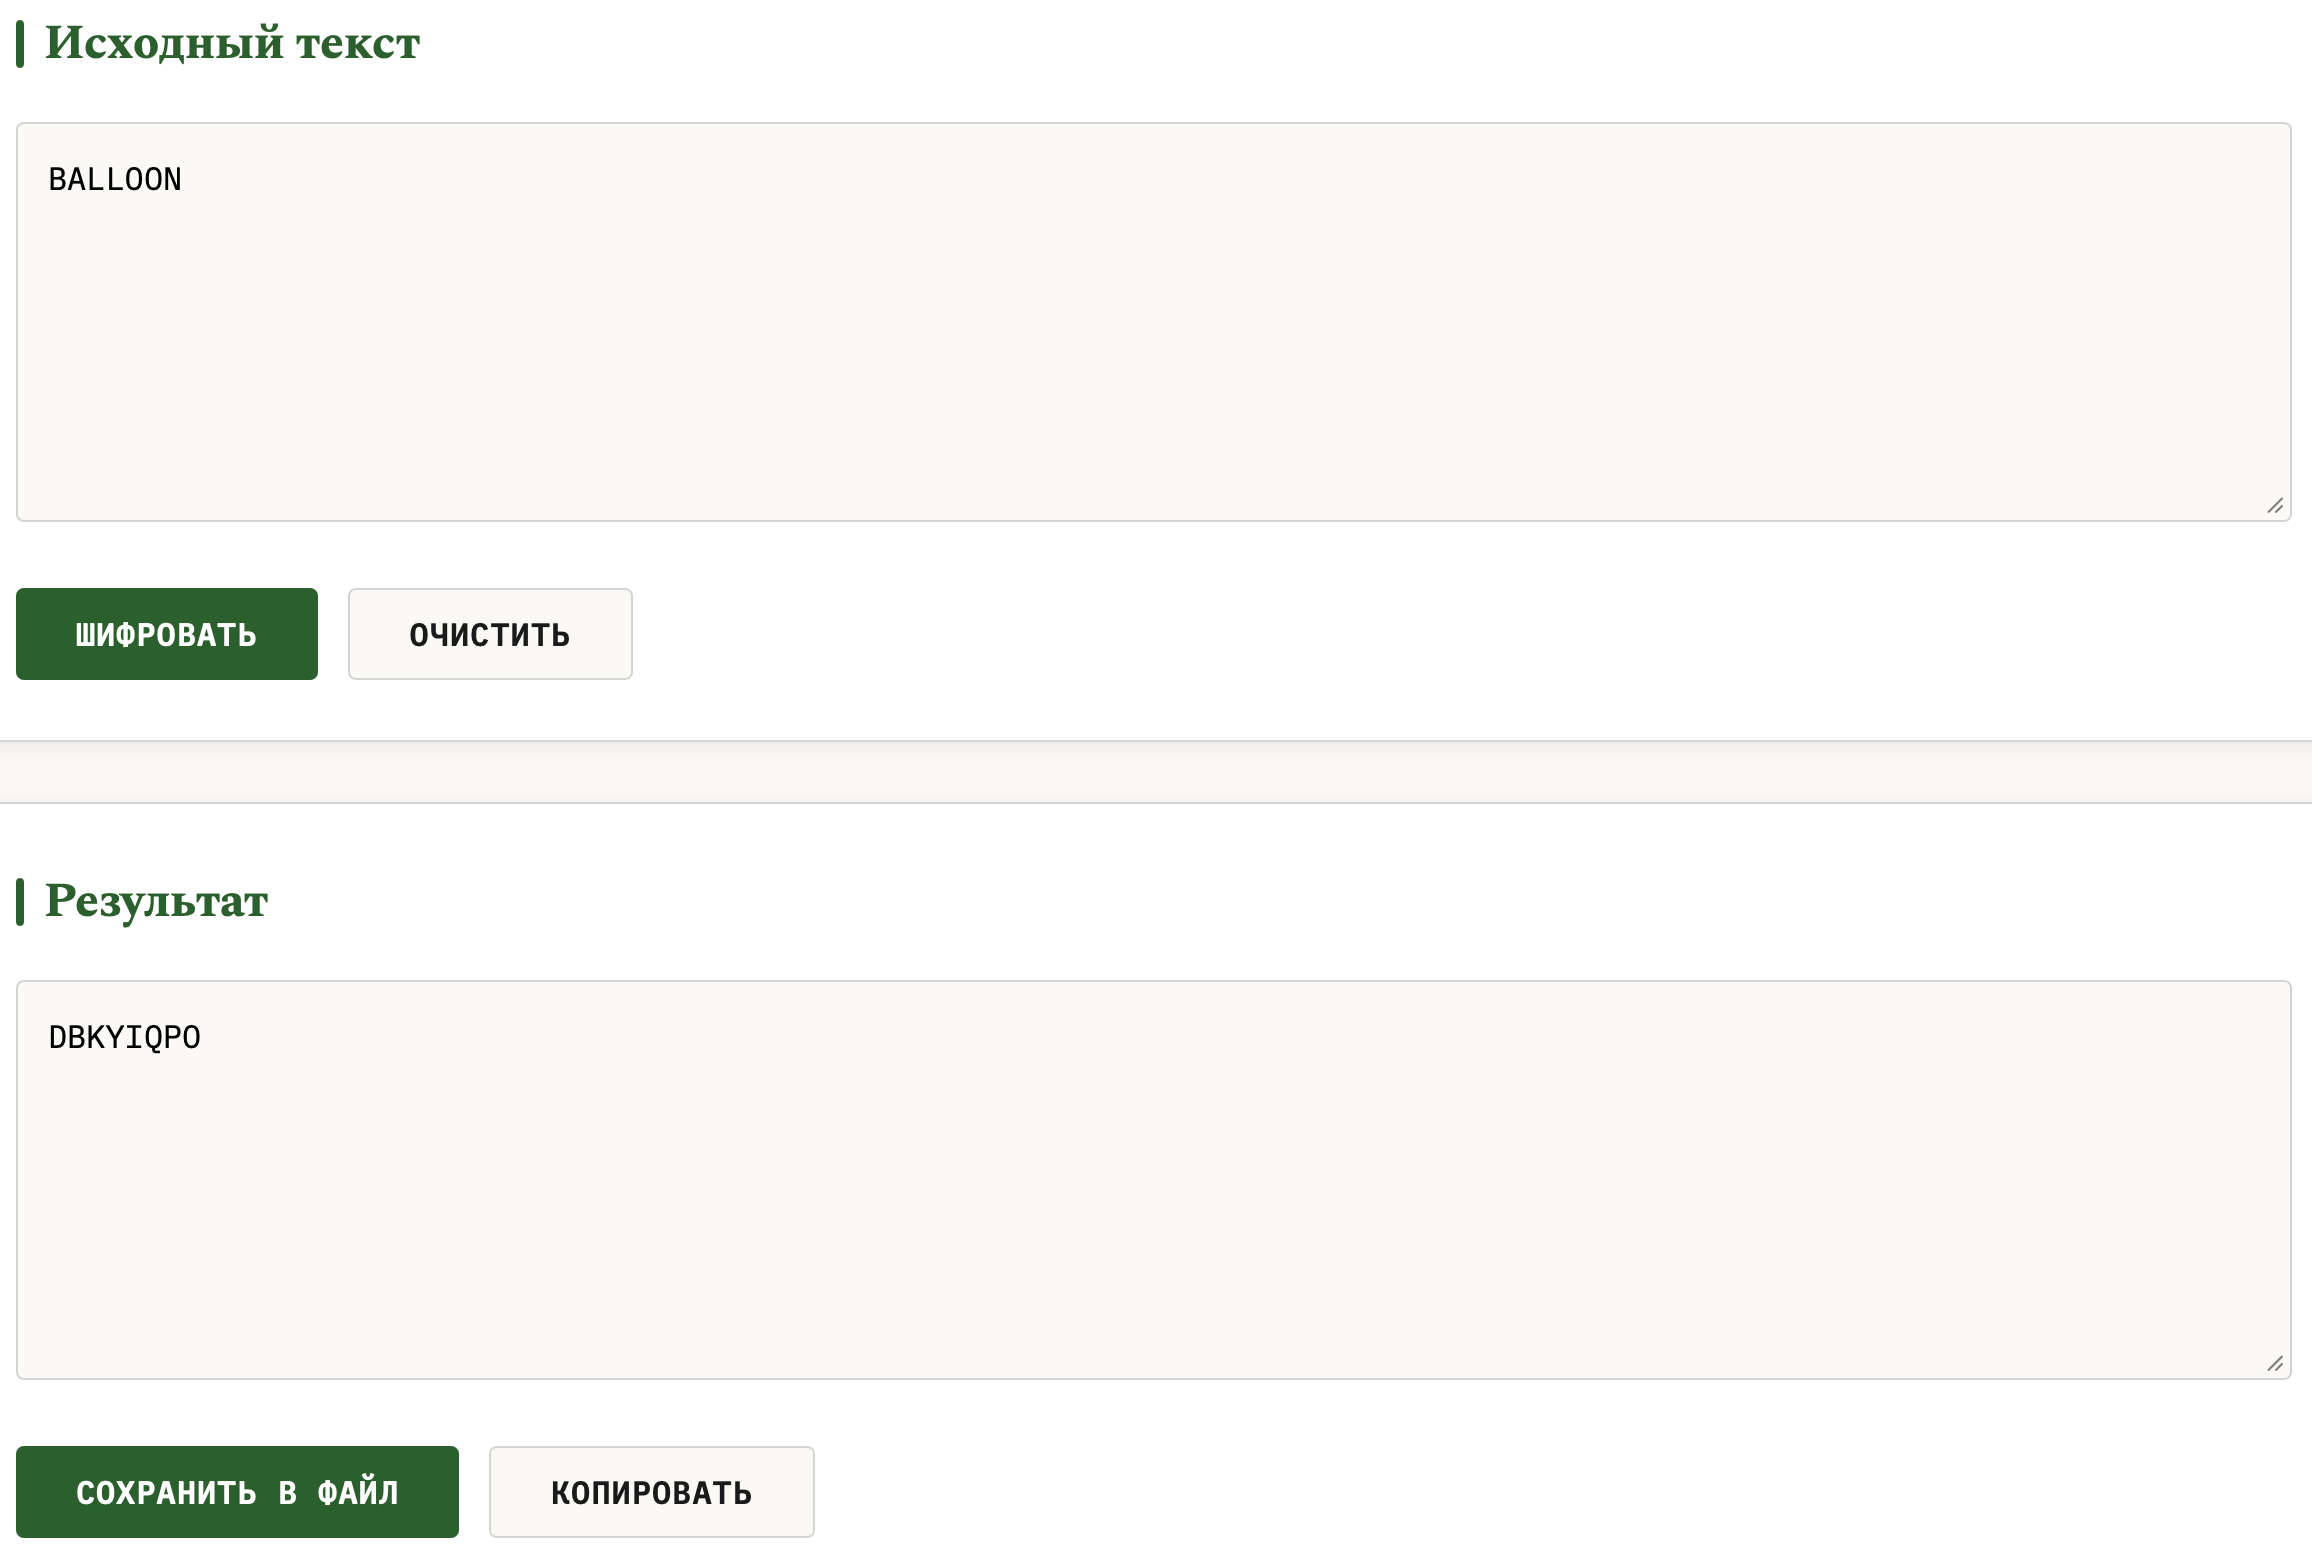 Исходный текст
BALLOON
ШИФРОВАТЬ ОЧИСТИТЬ
Результат
DBKYIQPO
СОХРАНИТЬ В ФАЙЛ КОПИРОВАТЬ